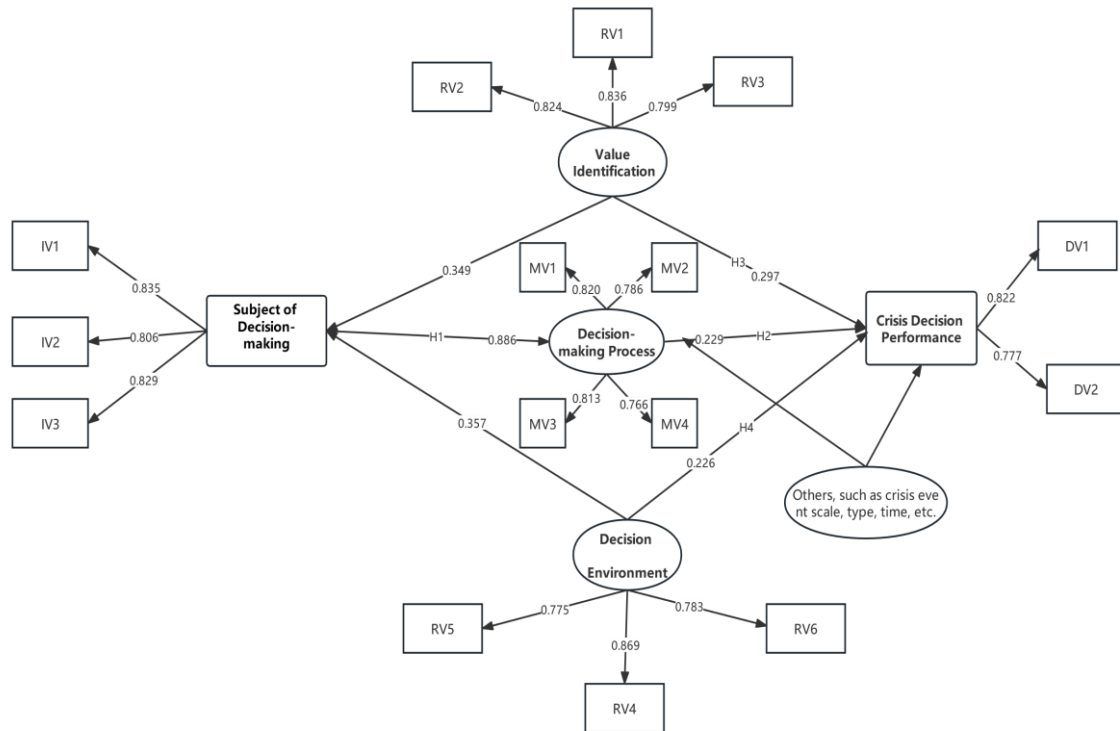 RV1
RV2
RV3
0.824
0.836
0.799
Value
Identification
IV1
IV2
IV3
0.835
0.806
0.829
Subject of
Decision-
making
0.349
H1
0.886
0.357
MV1
MV2
0.820
0.786
Decision-
making Process
0.813
0.766
MV3
MV4
H3
0.297
0.229
H2
H4
0.226
Crisis Decision
Performance
DV1
0.822
0.777
DV2
Others, such as crisis eve
nt scale, type, time, etc.
Decision
Environment
0.775
0.783
0.869
RV5
RV6
RV4